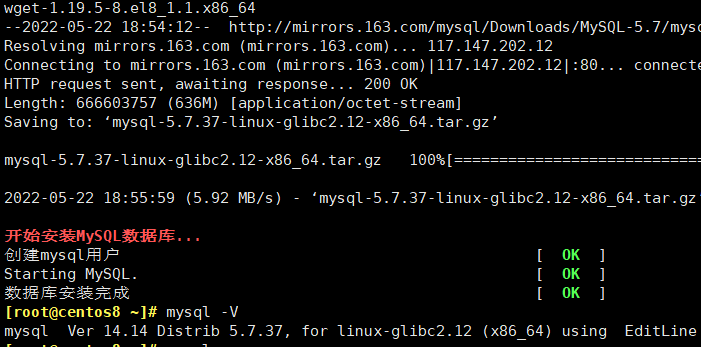 wget-1.19.5-8.el8_1.1.x86_64
--2022-05-22 18:54:12--  http://mirrors.163.com/mysql/Downloads/MySQL-5.7/myso
Resolving mirrors.163.com (mirrors.163.com)... 117.147.202.12
Connecting to mirrors.163.com (mirrors.163.com)|117.147.202.12|:80... connecte
HTTP request sent, awaiting response... 200 OK
Length: 666603757 (636M) [application/octet-stream]
Saving to: ‘mysql-5.7.37-linux-glibc2.12-x86_64.tar.gz’
mysql-5.7.37-linux-glibc2.12-x86_64.tar.gz   100%[==============================
2022-05-22 18:55:59 (5.92 MB/s) - ‘mysql-5.7.37-linux-glibc2.12-x86_64.tar.gz’
开始安装MySQL数据库...
创建mysql用户 [  OK  ]
Starting MySQL. [  OK  ]
数据库安装完成 [  OK  ]
[root@centos8 ~]# mysql -V
mysql  Ver 14.14 Distrib 5.7.37, for linux-glibc2.12 (x86_64) using  EditLine